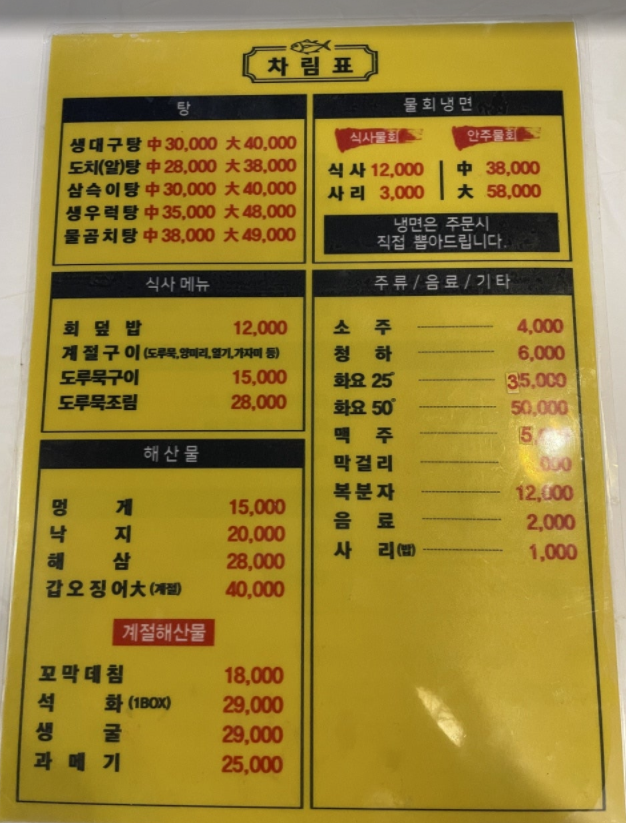 차림표
탕
생대구탕 中 30,000 大 40,000
도치(알)탕 中 28,000 大 38,000
삼숙이탕 中 30,000 大 40,000
생우럭탕 中 35,000 大 48,000
물곰치탕 中 38,000 大 49,000
식사메뉴
회덮밥 12,000
계절구이(도루묵,양미리,열기,가자미 등)
도루묵구이 15,000
도루묵조림 28,000
해산물
멍게 15,000
낙지 20,000
해삼 28,000
갑오징어大(계절) 40,000
계절해산물
꼬막데침 18,000
석화(1BOX) 29,000
생굴 29,000
과메기 25,000
물회냉면
식사물회 안주물회
식사 12,000 中 38,000
사리 3,000 大 58,000
냉면은 주문시
직접 뽑아드립니다.
주류/음료/기타
소주 4,000
청하 6,000
화요 25° 35,000
화요 50° 50,000
맥주
막걸리
복분자 12,000
음료 2,000
사리(밥) 1,000